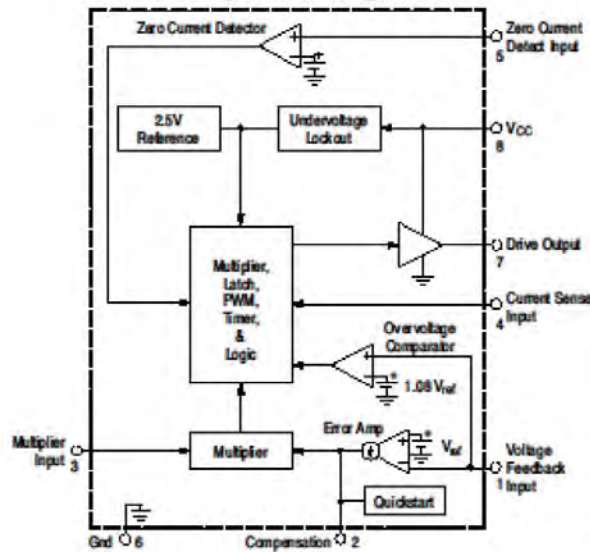 Zero Current Detector
Zero Current
Detect Input
5
2.5V
Reference
Undervoltage
Lockout
VCC
8
Drive Output
7
Multiplier,
Latch,
PWM,
Timer,
&
Logic
Current Sense
Input
4
Overvoltage
Comparator
1.08 Vref
Error Amp
Vref
Multiplier
Input
3
Multiplier
Voltage
Feedback
Input
1
Quickstart
Gnd
6
Compensation
2